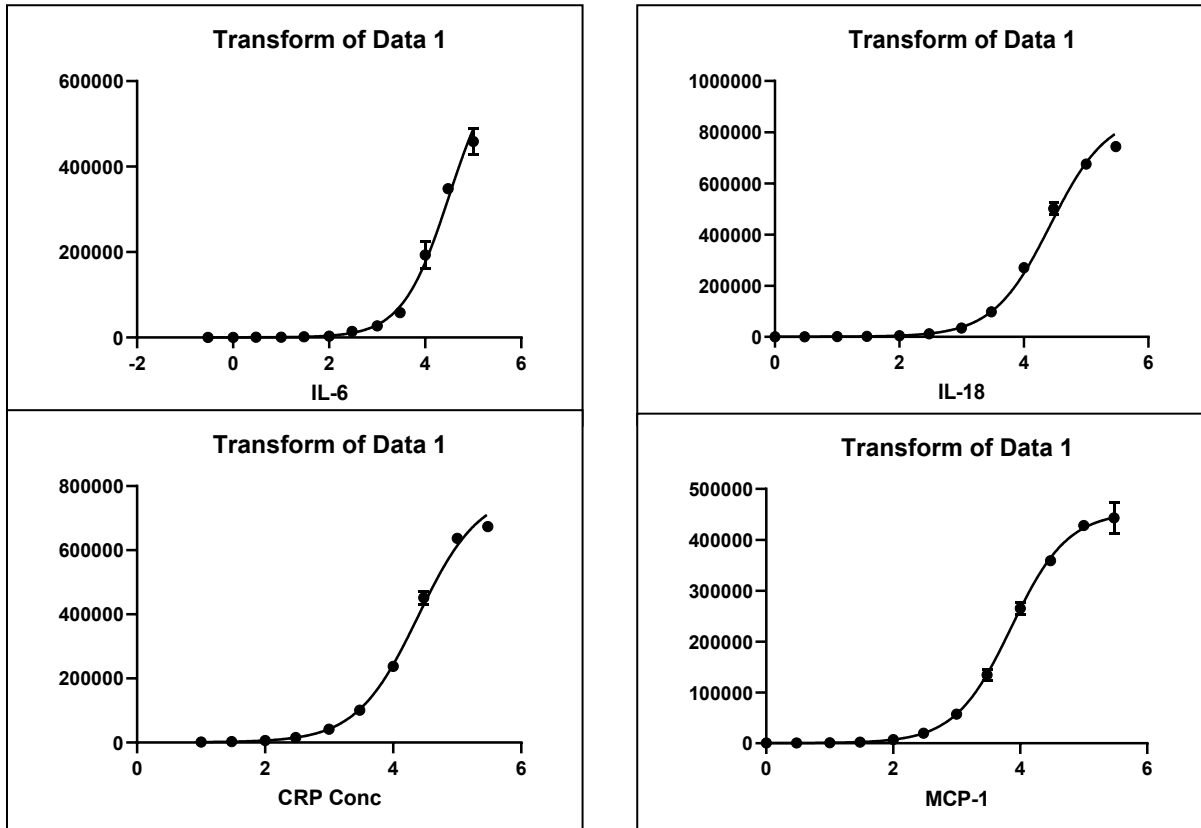 Transform of Data 1
600000
400000
200000
0
-2 0 2 4 6
IL-6
Transform of Data 1
1000000
800000
600000
400000
200000
0
0 2 4 6
IL-18
Transform of Data 1
800000
600000
400000
200000
0
0 2 4 6
CRP Conc
Transform of Data 1
500000
400000
300000
200000
100000
0
0 2 4 6
MCP-1